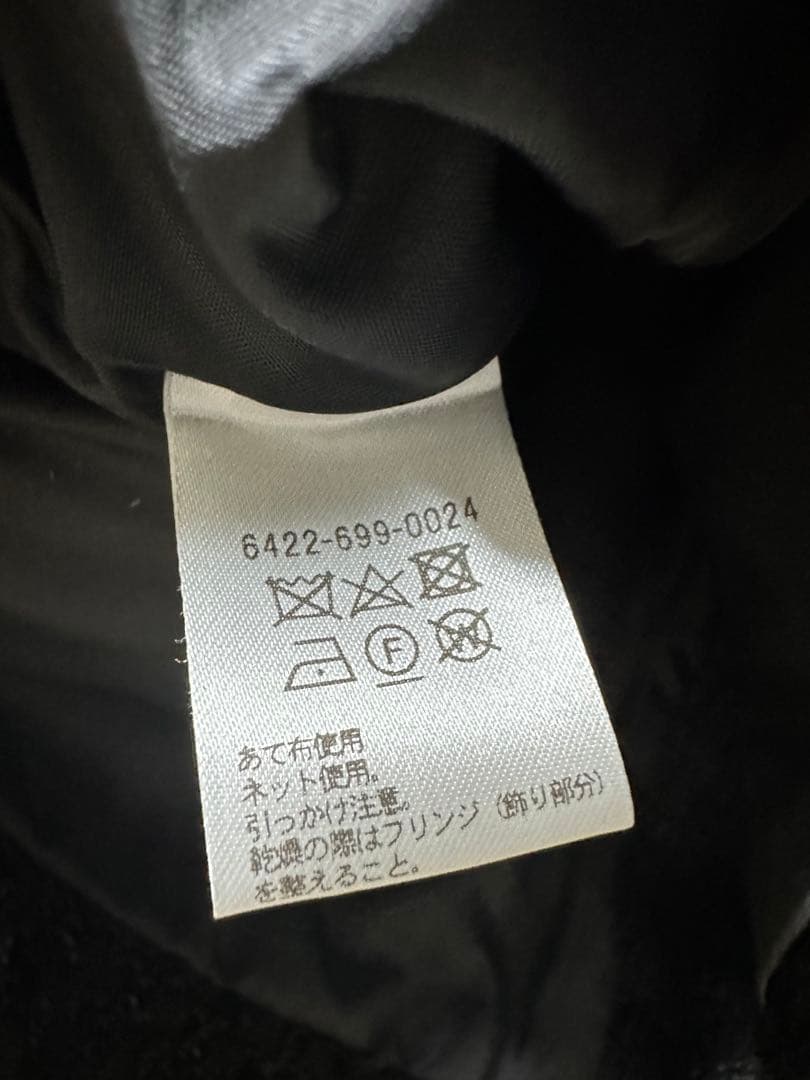 6422-699-0024
F
W
あて布使用
ネット使用。
引っかけ注意。
乾燥の際はフリンジ（飾り部分）
を整えること。